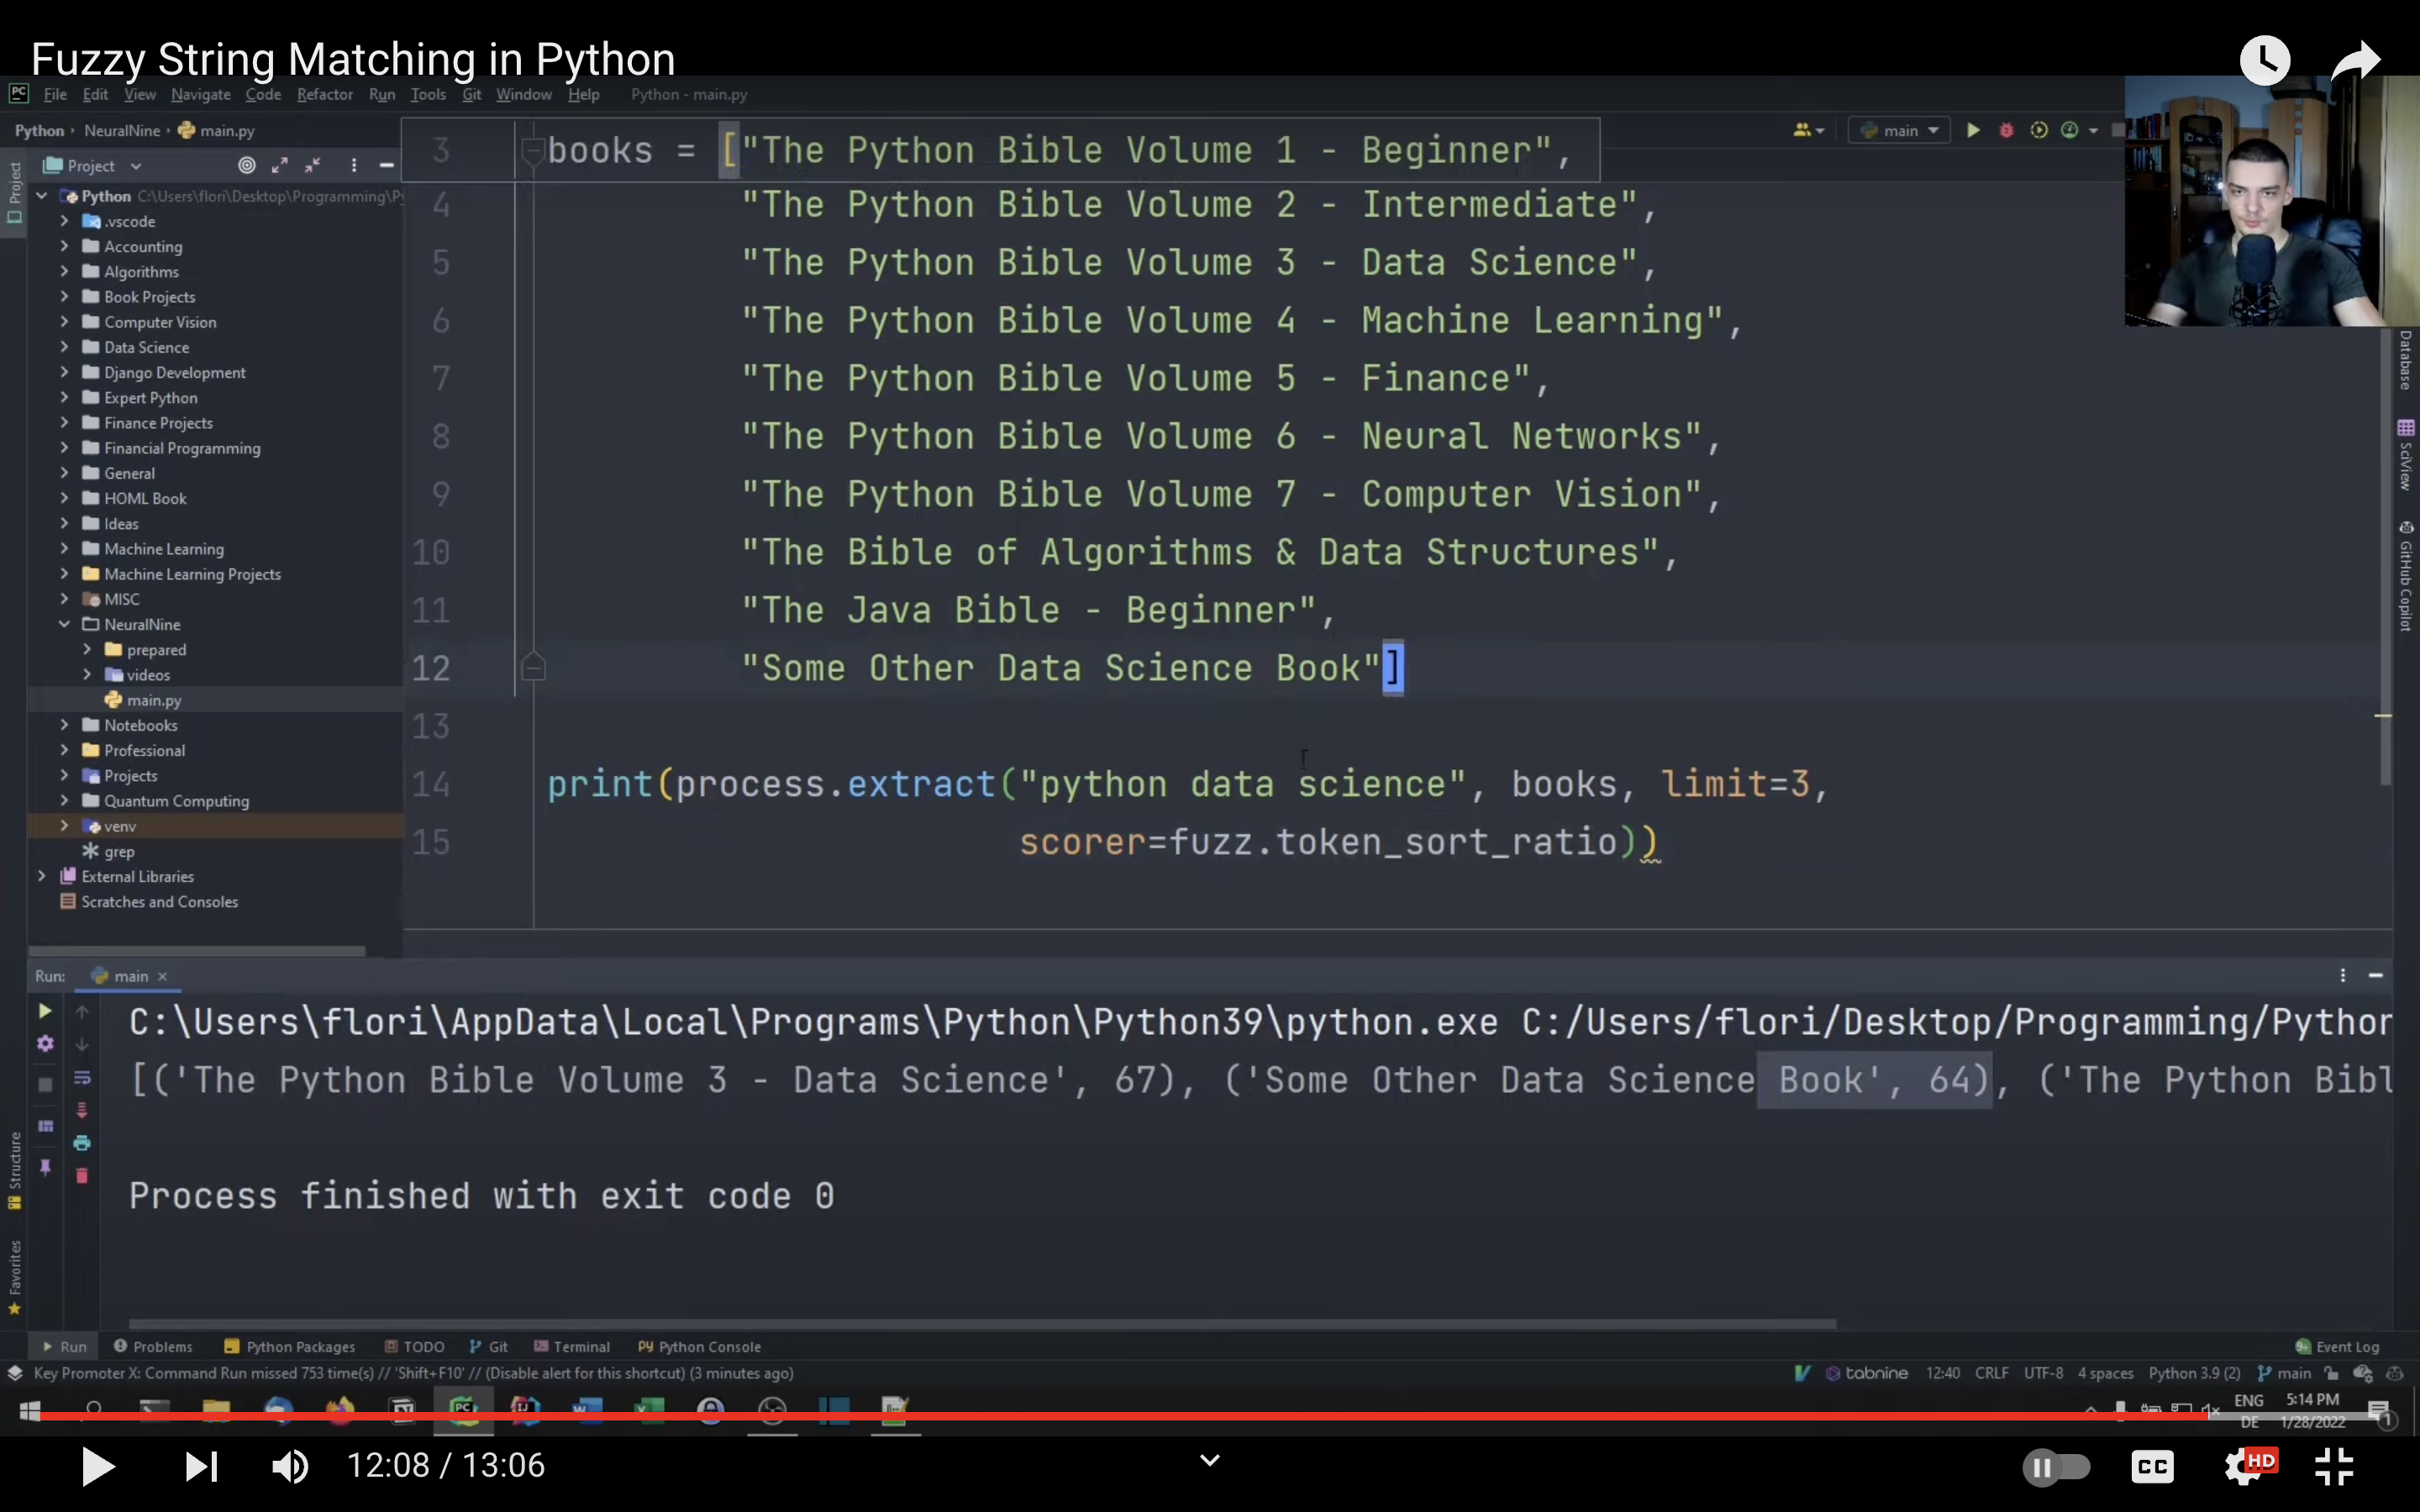 Fuzzy String Matching in Python
PC File Edit View Navigate Code Refactor Run Tools Git Window Help Python - main.py
Python NeuralNine main.py
main
Project
Project
Python C:\Users\flori\Desktop\Programming\Py
.vscode
Accounting
Algorithms
Book Projects
Computer Vision
Data Science
Django Development
Expert Python
Finance Projects
Financial Programming
General
HOML Book
Ideas
Machine Learning
Machine Learning Projects
MISC
NeuralNine
prepared
videos
main.py
Notebooks
Professional
Projects
Quantum Computing
venv
grep
External Libraries
Scratches and Consoles
3 books = ["The Python Bible Volume 1 - Beginner",
4 "The Python Bible Volume 2 - Intermediate",
5 "The Python Bible Volume 3 - Data Science",
6 "The Python Bible Volume 4 - Machine Learning",
7 "The Python Bible Volume 5 - Finance",
8 "The Python Bible Volume 6 - Neural Networks",
9 "The Python Bible Volume 7 - Computer Vision",
10 "The Bible of Algorithms & Data Structures",
11 "The Java Bible - Beginner",
12 "Some Other Data Science Book"]
13
14 print(process.extract("python data science", books, limit=3,
15 scorer=fuzz.token_sort_ratio))
Database
SciView
GitHub Copilot
Run: main
C:\Users\flori\AppData\Local\Programs\Python\Python39\python.exe C:/Users/flori/Desktop/Programming/Python
[('The Python Bible Volume 3 - Data Science', 67), ('Some Other Data Science Book', 64), ('The Python Bibl
Process finished with exit code 0
Structure
Favorites
Run Problems Python Packages TODO Git Terminal Python Console Event Log
Key Promoter X: Command Run missed 753 time(s) // 'Shift+F10' // (Disable alert for this shortcut) (3 minutes ago)
tabnine 12:40 CRLF UTF-8 4 spaces Python 3.9 (2) main
ENG 5:14 PM
DE 1/28/2022 1
12:08 / 13:06
CC HD